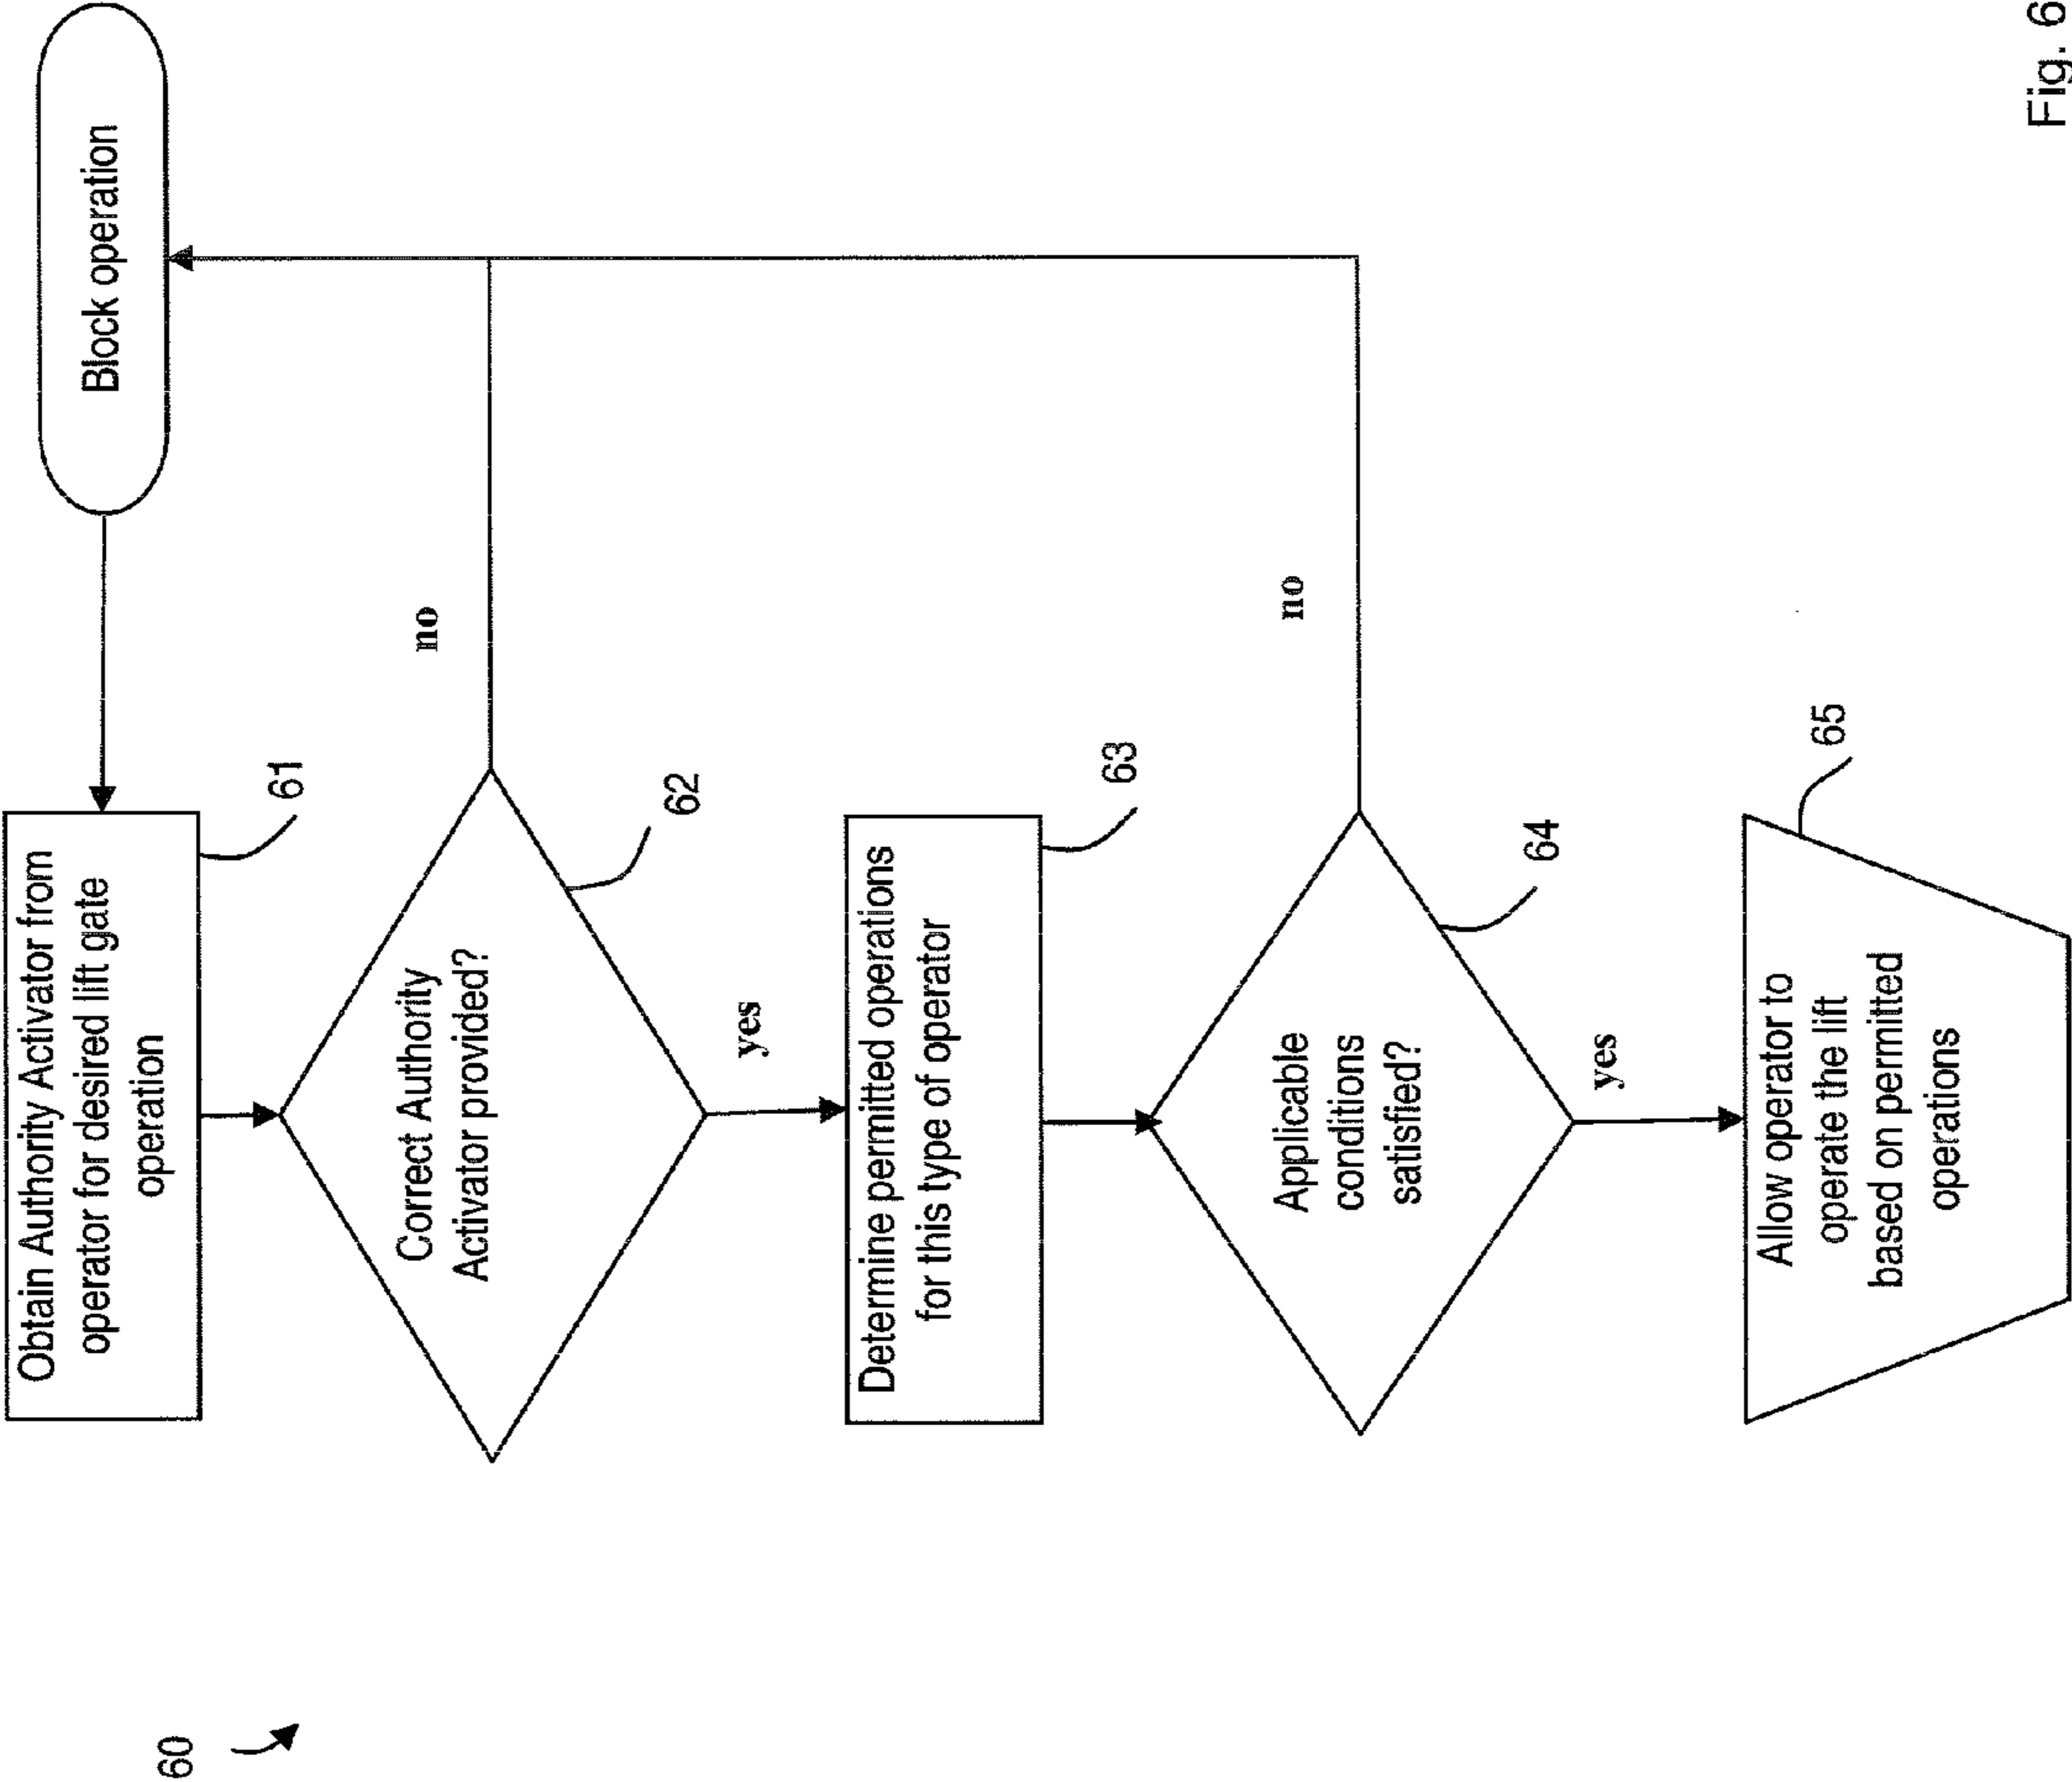 60
Obtain Authority Activator from
operator for desired lift gate
operation
61
Block operation
Correct Authority
Activator provided?
62
no
yes
Determine permitted operations
for this type of operator
63
Applicable
conditions
satisfied?
64
no
yes
Allow operator to
operate the lift
based on permitted
operations
65
Fig. 6